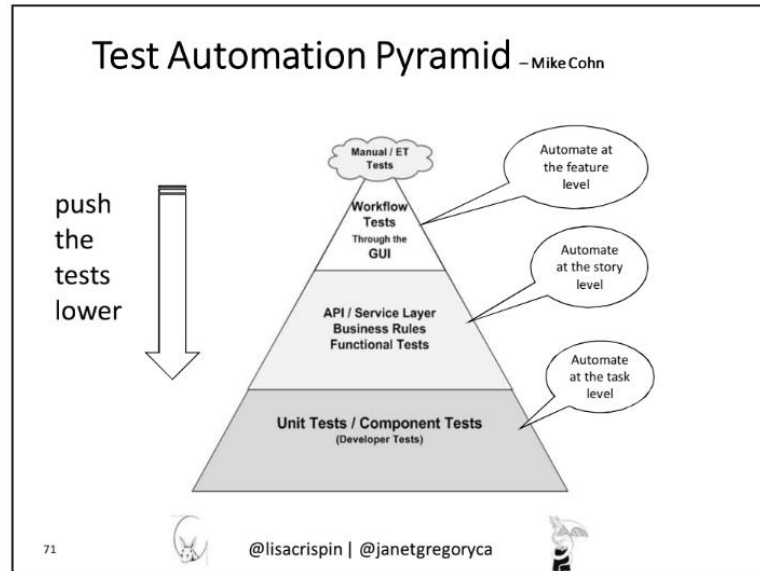 Test Automation Pyramid – Mike Cohn
Manual / ET
Tests
Automate at
the feature
level
push
the
tests
lower
Workflow
Tests
Through the
GUI
Automate
at the story
level
API / Service Layer
Business Rules
Functional Tests
Automate
at the task
level
Unit Tests / Component Tests
(Developer Tests)
71
@lisacrispin | @janetgregoryca